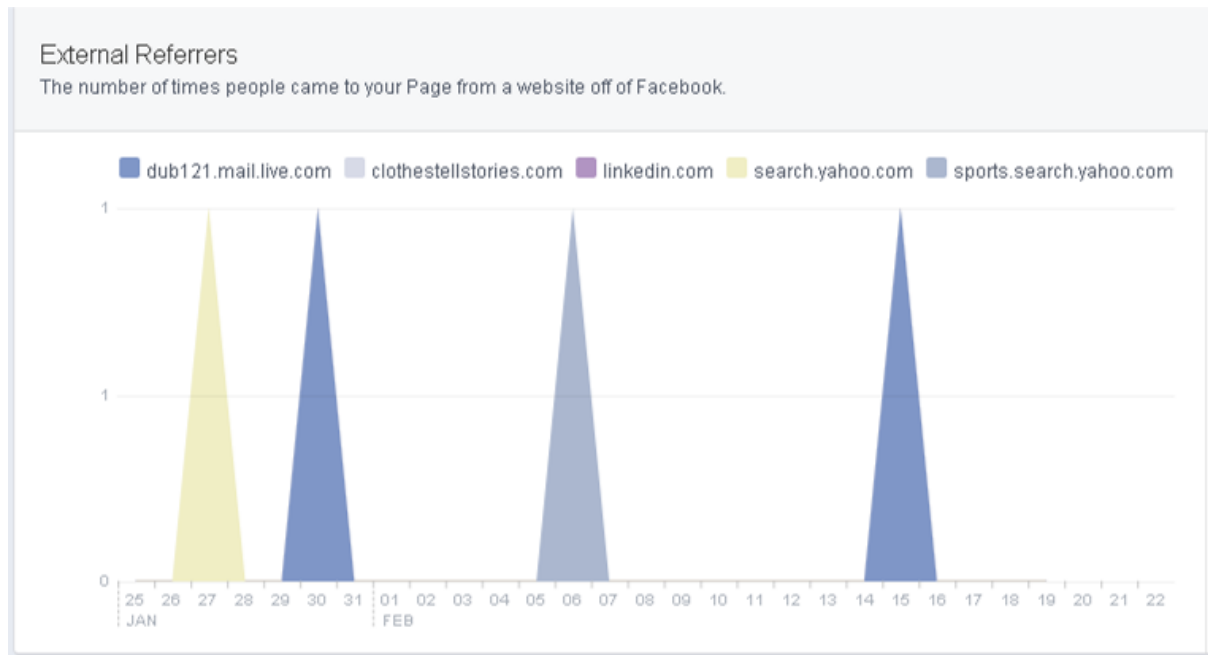 External Referrers
The number of times people came to your Page from a website off of Facebook.
dub121.mail.live.com clothestellstories.com linkedin.com search.yahoo.com sports.search.yahoo.com
1
1
0
25 26 27 28 29 30 31 01 02 03 04 05 06 07 08 09 10 11 12 13 14 15 16 17 18 19 20 21 22
JAN FEB